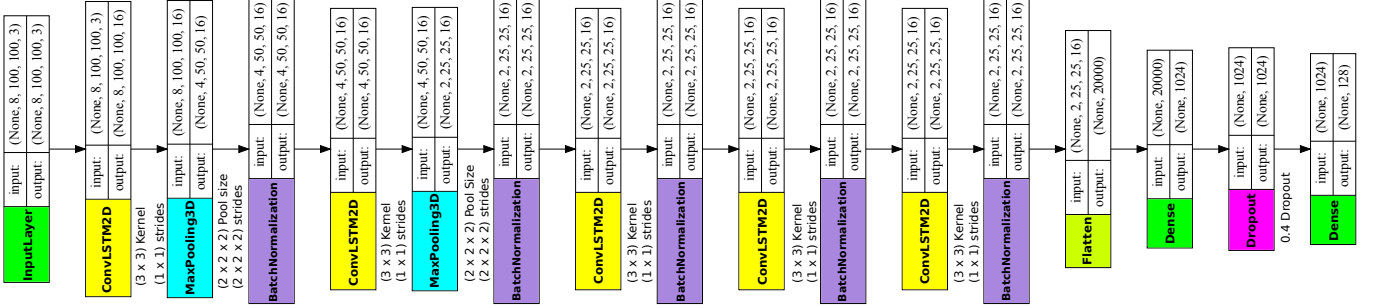 InputLayer
input: (None, 8, 100, 100, 3)
output: (None, 8, 100, 100, 3)
ConvLSTM2D
input: (None, 8, 100, 100, 3)
output: (None, 8, 100, 100, 16)
(3 x 3) Kernel
(1 x 1) strides
MaxPooling3D
input: (None, 8, 100, 100, 16)
output: (None, 4, 50, 50, 16)
(2 x 2 x 2) Pool size
(2 x 2 x 2) strides
BatchNormalization
input: (None, 4, 50, 50, 16)
output: (None, 4, 50, 50, 16)
ConvLSTM2D
input: (None, 4, 50, 50, 16)
output: (None, 4, 50, 50, 16)
(3 x 3) Kernel
(1 x 1) strides
MaxPooling3D
input: (None, 4, 50, 50, 16)
output: (None, 2, 25, 25, 16)
(2 x 2 x 2) Pool Size
(2 x 2 x 2) strides
BatchNormalization
input: (None, 2, 25, 25, 16)
output: (None, 2, 25, 25, 16)
ConvLSTM2D
input: (None, 2, 25, 25, 16)
output: (None, 2, 25, 25, 16)
(3 x 3) Kernel
(1 x 1) strides
BatchNormalization
input: (None, 2, 25, 25, 16)
output: (None, 2, 25, 25, 16)
ConvLSTM2D
input: (None, 2, 25, 25, 16)
output: (None, 2, 25, 25, 16)
(3 x 3) Kernel
(1 x 1) strides
BatchNormalization
input: (None, 2, 25, 25, 16)
output: (None, 2, 25, 25, 16)
ConvLSTM2D
input: (None, 2, 25, 25, 16)
output: (None, 2, 25, 25, 16)
(3 x 3) Kernel
(1 x 1) strides
BatchNormalization
input: (None, 2, 25, 25, 16)
output: (None, 2, 25, 25, 16)
Flatten
input: (None, 2, 25, 25, 16)
output: (None, 20000)
Dense
input: (None, 20000)
output: (None, 1024)
Dropout
input: (None, 1024)
output: (None, 1024)
0.4 Dropout
Dense
input: (None, 1024)
output: (None, 128)